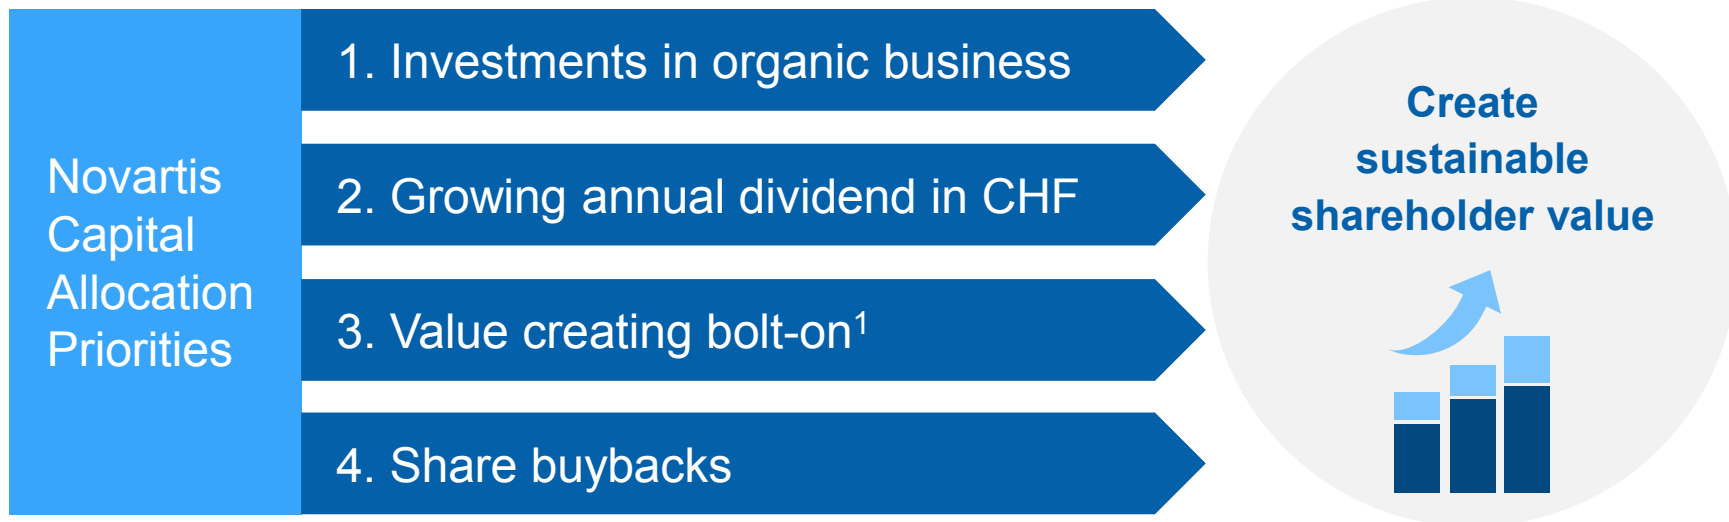 Novartis
Capital
Allocation
Priorities
1. Investments in organic business
2. Growing annual dividend in CHF
3. Value creating bolt-on¹
4. Share buybacks
Create
sustainable
shareholder value